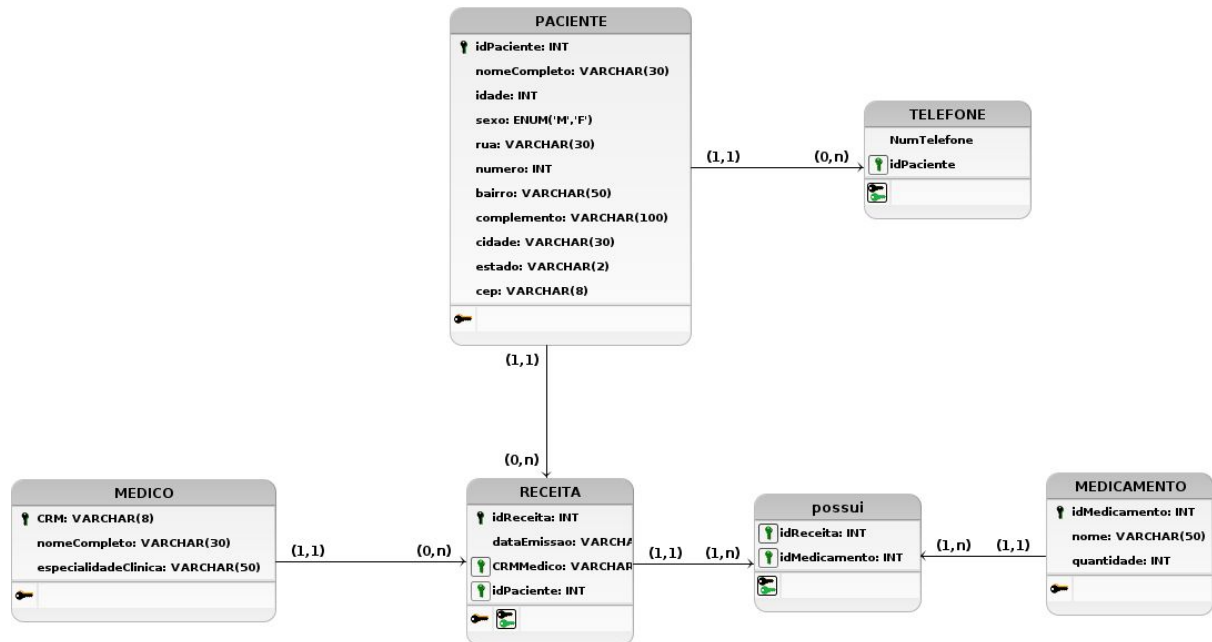 PACIENTE
idPaciente: INT
nomeCompleto: VARCHAR(30)
idade: INT
sexo: ENUM('M','F')
rua: VARCHAR(30)
numero: INT
bairro: VARCHAR(50)
complemento: VARCHAR(100)
cidade: VARCHAR(30)
estado: VARCHAR(2)
cep: VARCHAR(8)
(1,1)
(0,n)
TELEFONE
NumTelefone
idPaciente
(1,1)
(0,n)
MEDICO
CRM: VARCHAR(8)
nomeCompleto: VARCHAR(30)
especialidadeClinica: VARCHAR(50)
(1,1)
(0,n)
RECEITA
idReceita: INT
dataEmissao: VARCHA
CRMMedico: VARCHAR
idPaciente: INT
(1,1)
(1,n)
possui
idReceita: INT
idMedicamento: INT
(1,n)
(1,1)
MEDICAMENTO
idMedicamento: INT
nome: VARCHAR(50)
quantidade: INT